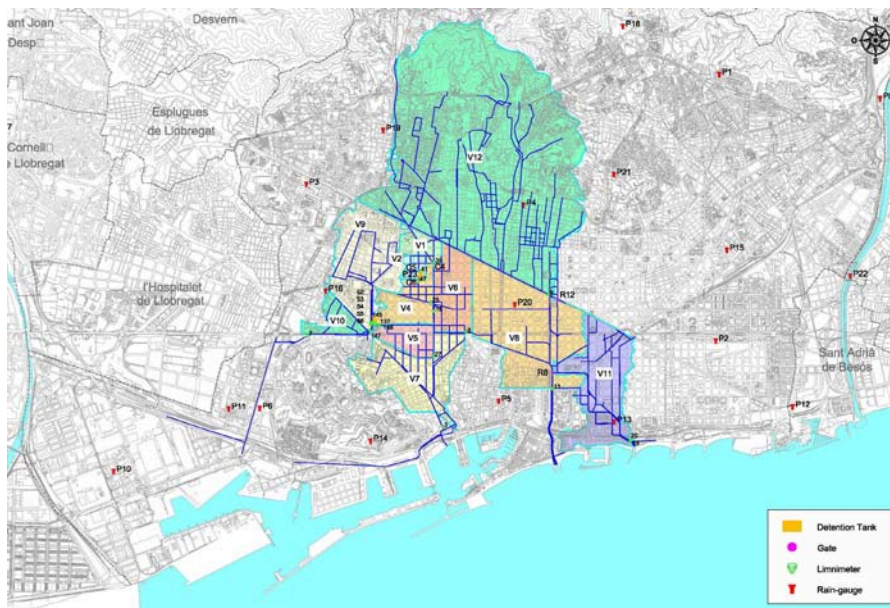 ant Joan
Desp
Desvern
P18
N
O
S
P1
Esplugues
de Llobregat
P19
Cornell
e Llobregat
V12
P3
P21
P4
V9
V1
V2
P15
P23
P22
l'Hospitalet
de Llobregat
P16
V6
R12
P20
V4
V10
V5
V8
P2
Sant Adrià
de Besòs
V7
R8
V11
P11
P6
P5
P12
P13
P14
P10
Detention Tank
Gate
Limnimeter
Rain-gauge